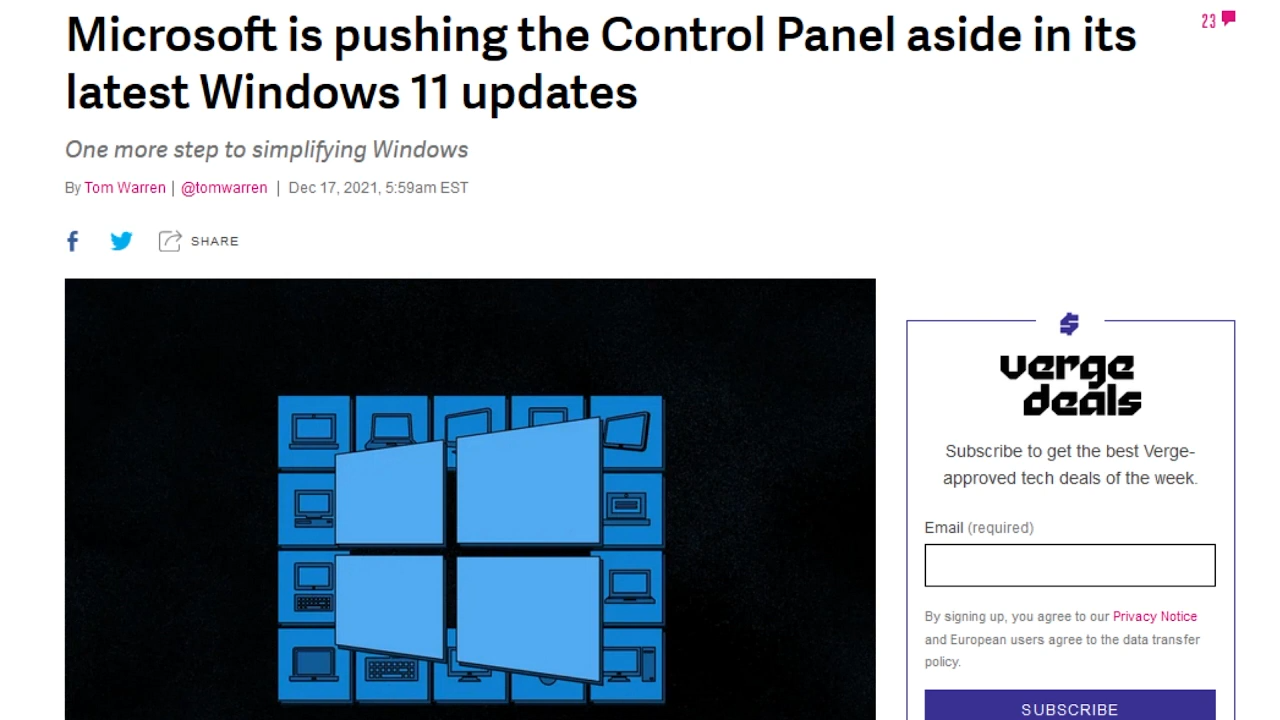 Microsoft is pushing the Control Panel aside in its
23
latest Windows 11 updates
One more step to simplifying Windows
By Tom Warren | @tomwarren | Dec 17, 2021, 5:59am EST
SHARE
verge
deals
Subscribe to get the best Verge-
approved tech deals of the week.
Email (required)
By signing up, you agree to our Privacy Notice
and European users agree to the data transfer
policy.
SUBSCRIBE